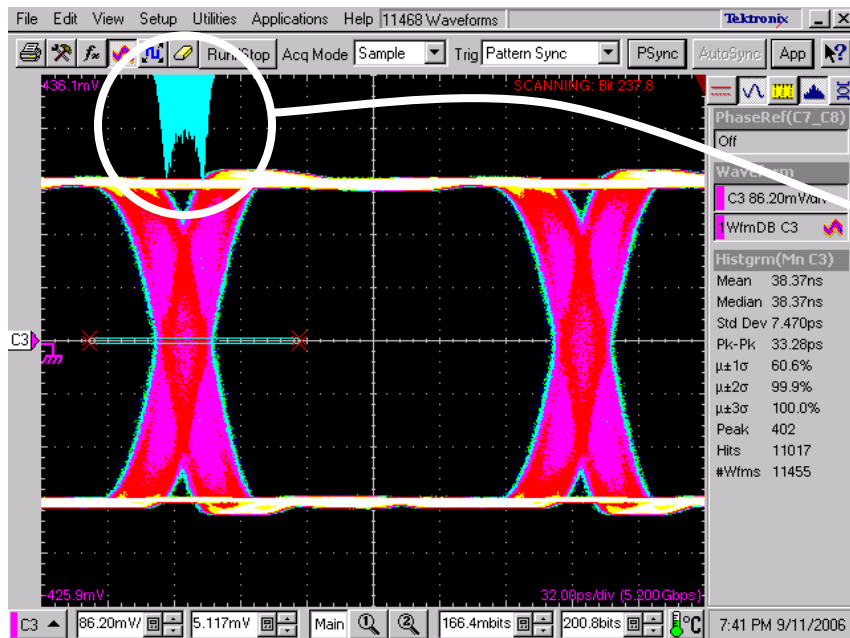 File Edit View Setup Utilities Applications Help 11468 Waveforms Tektronix
Run/Stop Acq Mode Sample Trig Pattern Sync PSync AutoSync App
436.1mV
SCANNING: Bit 237.8
PhaseRef(C7_C8)
Off
Waveform
C3 86.20mV/div
1WfmDB C3
Histgrm(Mn C3)
Mean 38.37ns
Median 38.37ns
Std Dev 7.470ps
Pk-Pk 33.28ps
µ±1σ 60.6%
µ±2σ 99.9%
µ±3σ 100.0%
Peak 402
Hits 11017
#Wfms 11455
C3
-425.9mV
32.00ps/div (5.200Gbps)
C3 86.20mV/ 5.117mV Main 1 2 166.4mbits 200.8bits °C 7:41 PM 9/11/2006